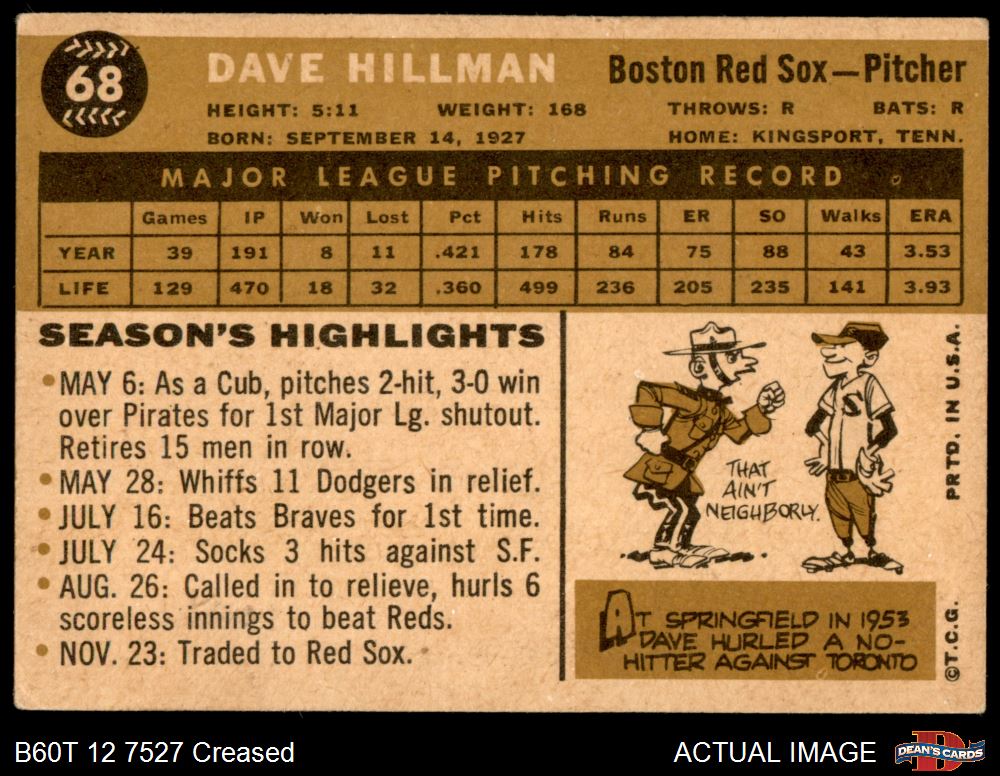 68
DAVE HILLMAN
Boston Red Sox—Pitcher
HEIGHT: 5:11 WEIGHT: 168 THROWS: R BATS: R
BORN: SEPTEMBER 14, 1927 HOME: KINGSPORT, TENN.
MAJOR LEAGUE PITCHING RECORD
Games IP Won Lost Pct Hits Runs ER SO Walks ERA
YEAR 39 191 8 11 .421 178 84 75 88 43 3.53
LIFE 129 470 18 32 .360 499 236 205 235 141 3.93
SEASON'S HIGHLIGHTS
• MAY 6: As a Cub, pitches 2-hit, 3-0 win
over Pirates for 1st Major Lg. shutout.
Retires 15 men in row.
• MAY 28: Whiffs 11 Dodgers in relief.
• JULY 16: Beats Braves for 1st time.
• JULY 24: Socks 3 hits against S.F.
• AUG. 26: Called in to relieve, hurls 6
scoreless innings to beat Reds.
• NOV. 23: Traded to Red Sox.
S
THAT
AIN'T
NEIGHBORLY.
AT SPRINGFIELD IN 1953
DAVE HURLED A NO-
HITTER AGAINST TORONTO
©T.C.G. PRTD. IN U.S.A.
B60T 12 7527 Creased
ACTUAL IMAGE
D
DEAN'S CARDS